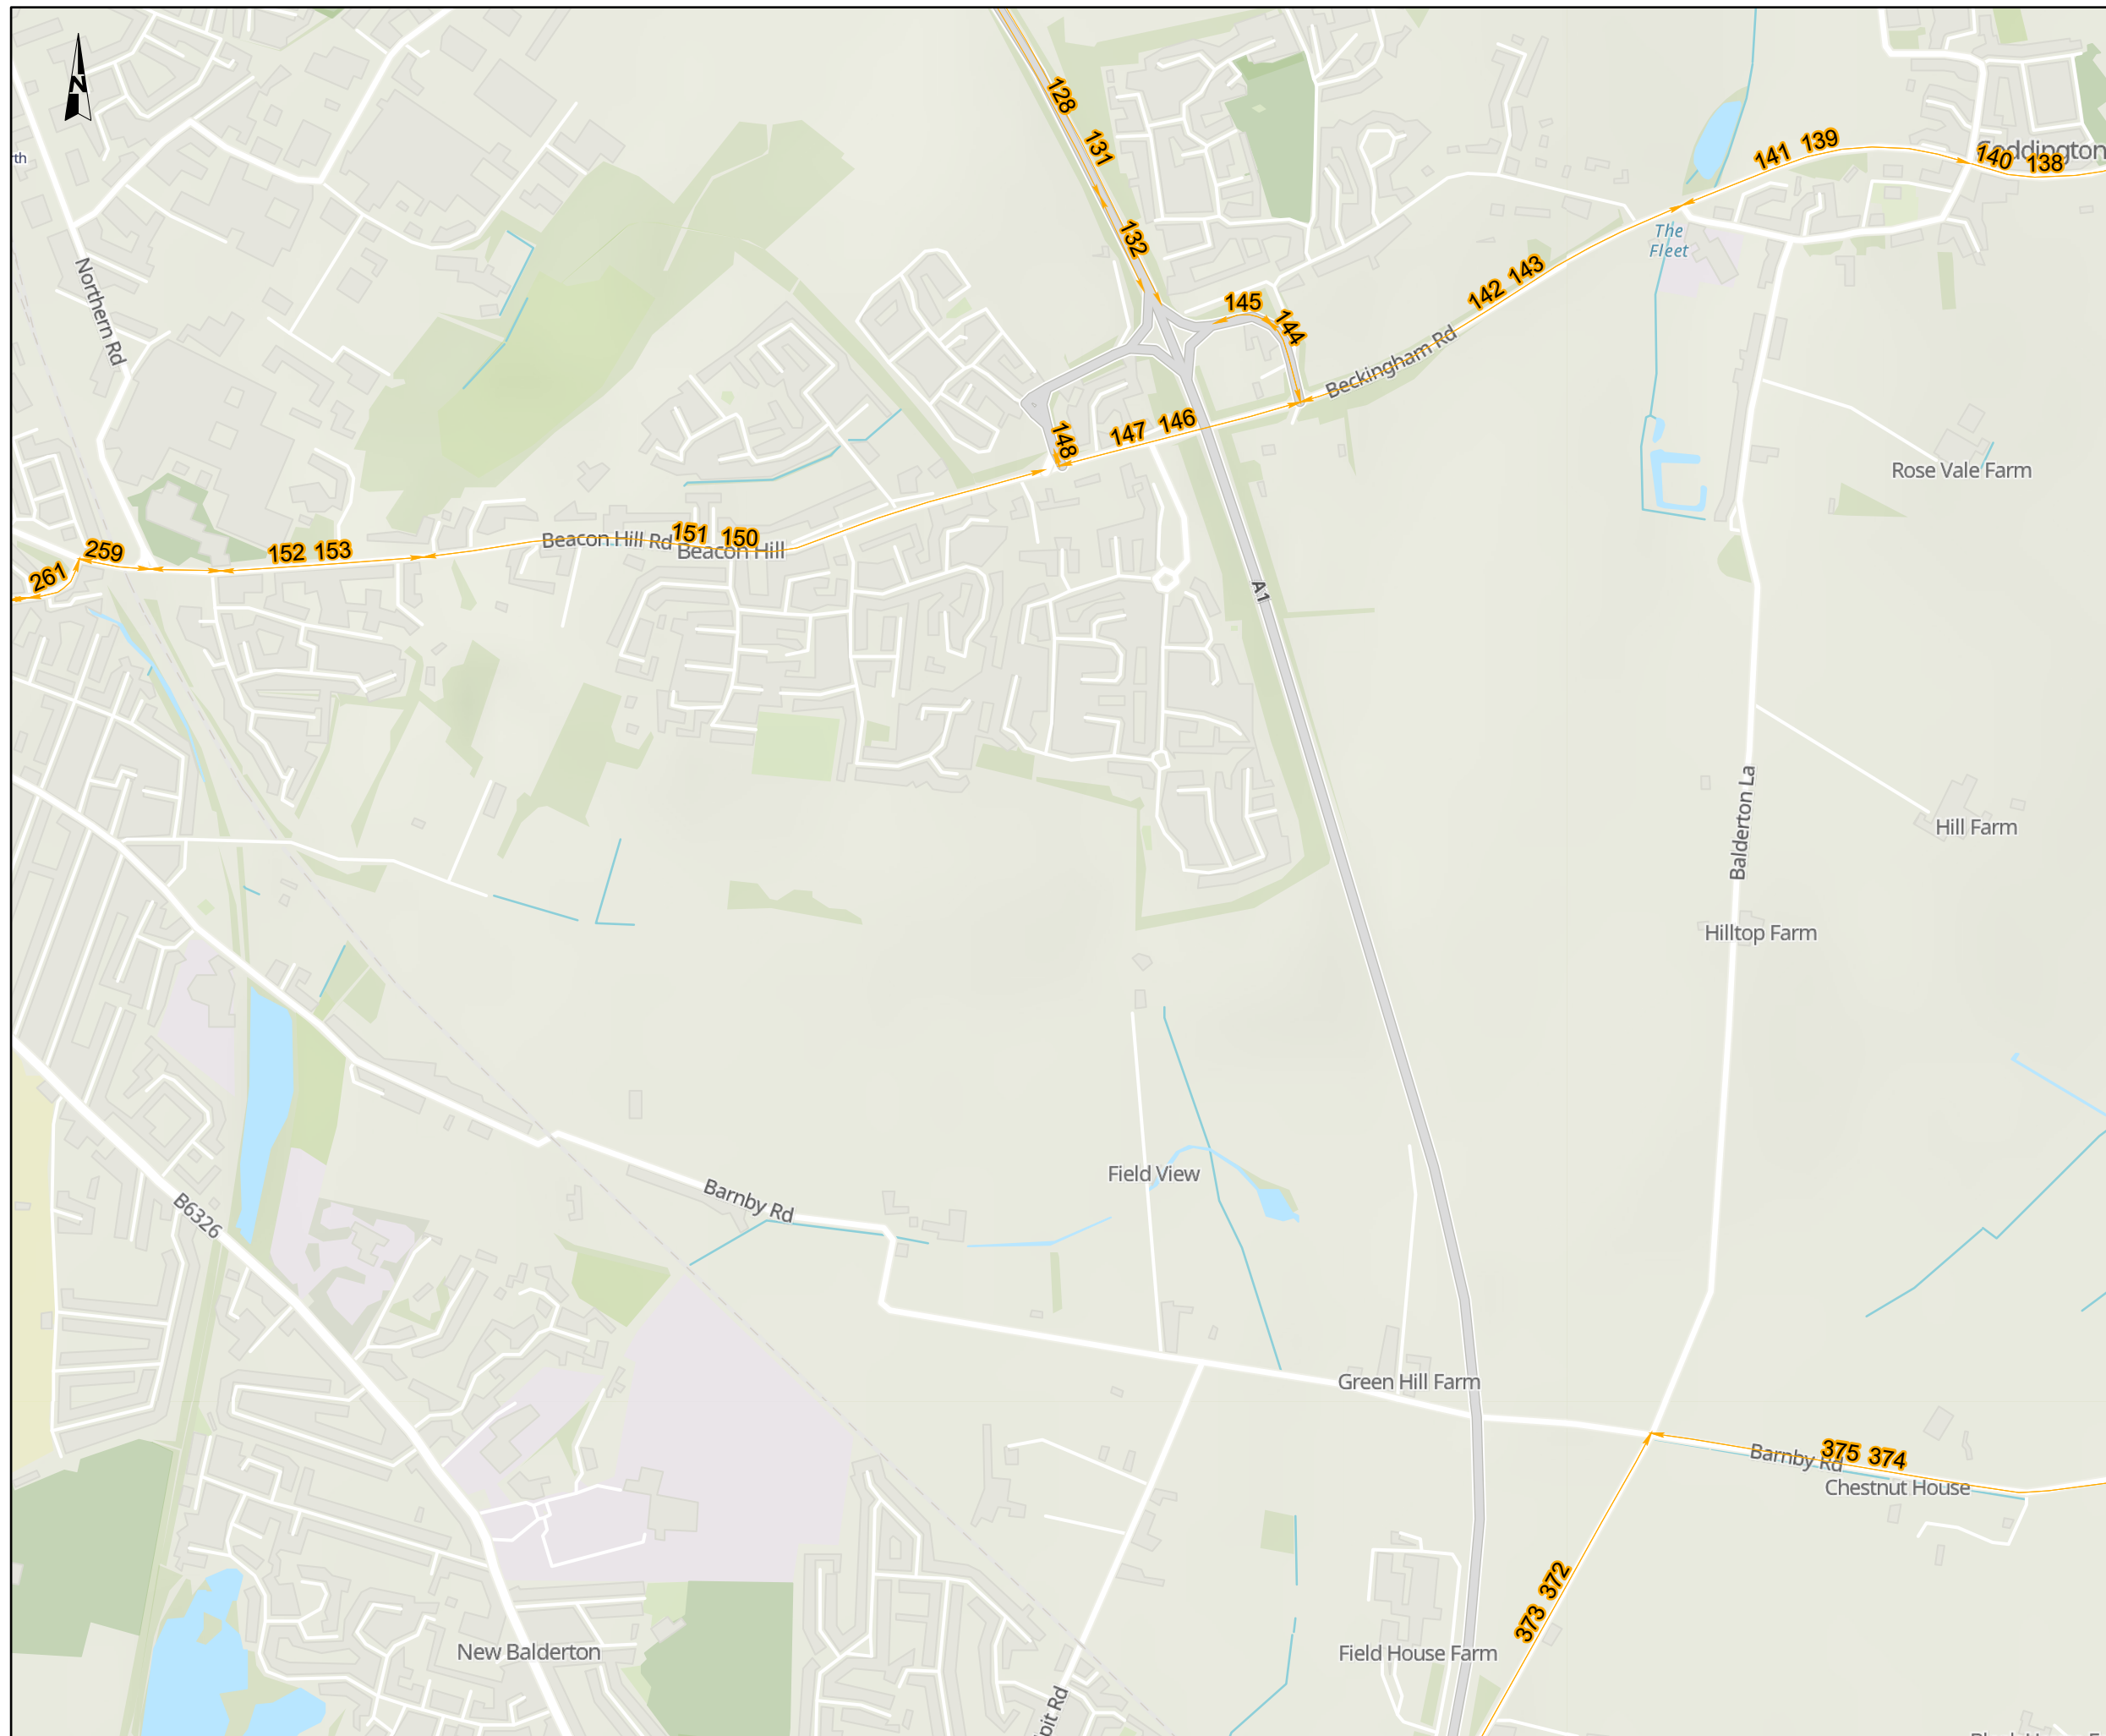 N
128
131
132
141 139
140 138
Coddington
The
Fleet
Northern Rd
145
144
142 143
Beckingham Rd
148
147 146
Rose Vale Farm
259
261
152 153
151 150
Beacon Hill Rd
Beacon Hill
A1
Balderton La
Hill Farm
Hilltop Farm
Field View
Barnby Rd
B6326
Green Hill Farm
375 374
Barnby Rd
Chestnut House
373 372
New Balderton
Field House Farm
pit Rd